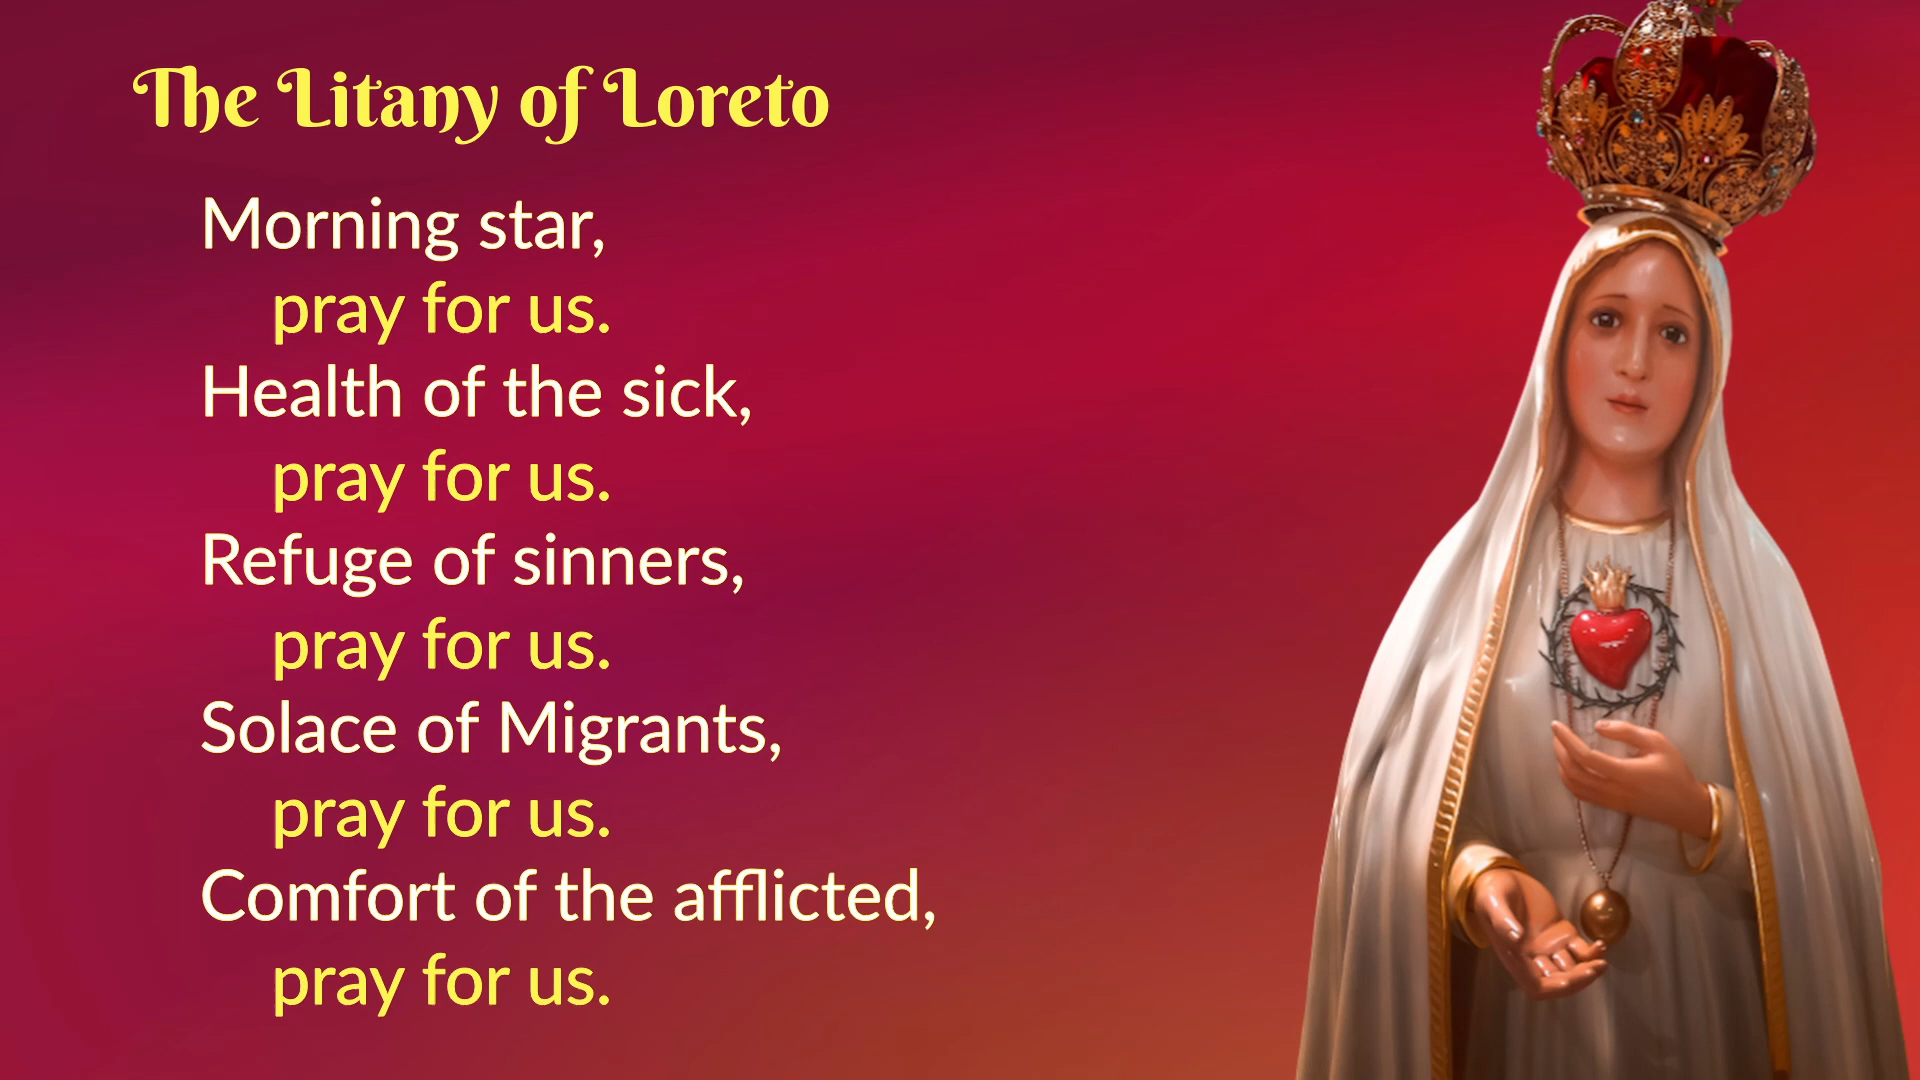 The Litany of Loreto
Morning star,
pray for us.
Health of the sick,
pray for us.
Refuge of sinners,
pray for us.
Solace of Migrants,
pray for us.
Comfort of the afflicted,
pray for us.